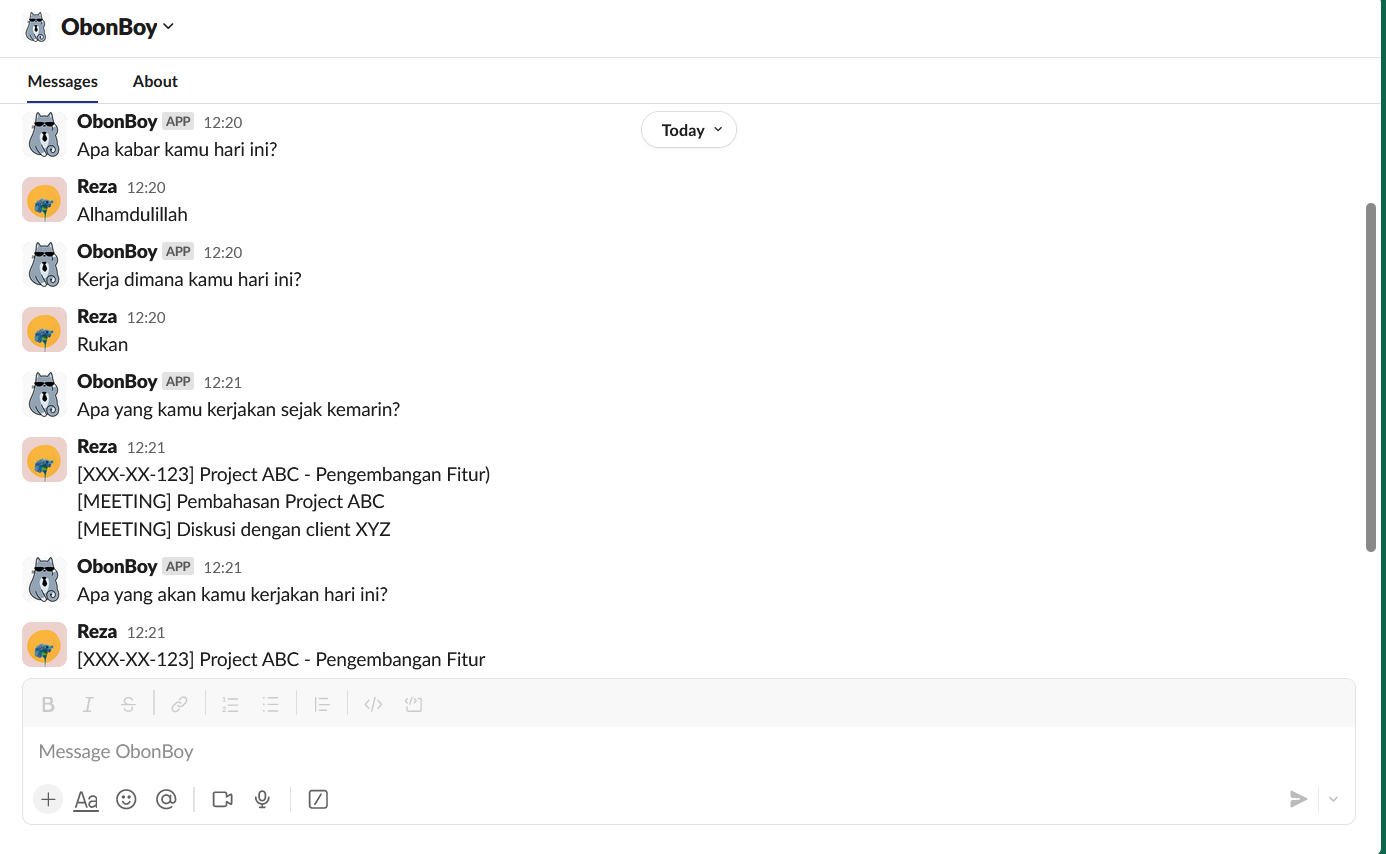 ObonBoy
Messages About
Today
ObonBoy APP 12:20
Apa kabar kamu hari ini?
Reza 12:20
Alhamdulillah
ObonBoy APP 12:20
Kerja dimana kamu hari ini?
Reza 12:20
Rukan
ObonBoy APP 12:21
Apa yang kamu kerjakan sejak kemarin?
Reza 12:21
[XXX-XX-123] Project ABC - Pengembangan Fitur)
[MEETING] Pembahasan Project ABC
[MEETING] Diskusi dengan client XYZ
ObonBoy APP 12:21
Apa yang akan kamu kerjakan hari ini?
Reza 12:21
[XXX-XX-123] Project ABC - Pengembangan Fitur
Message ObonBoy
Aa